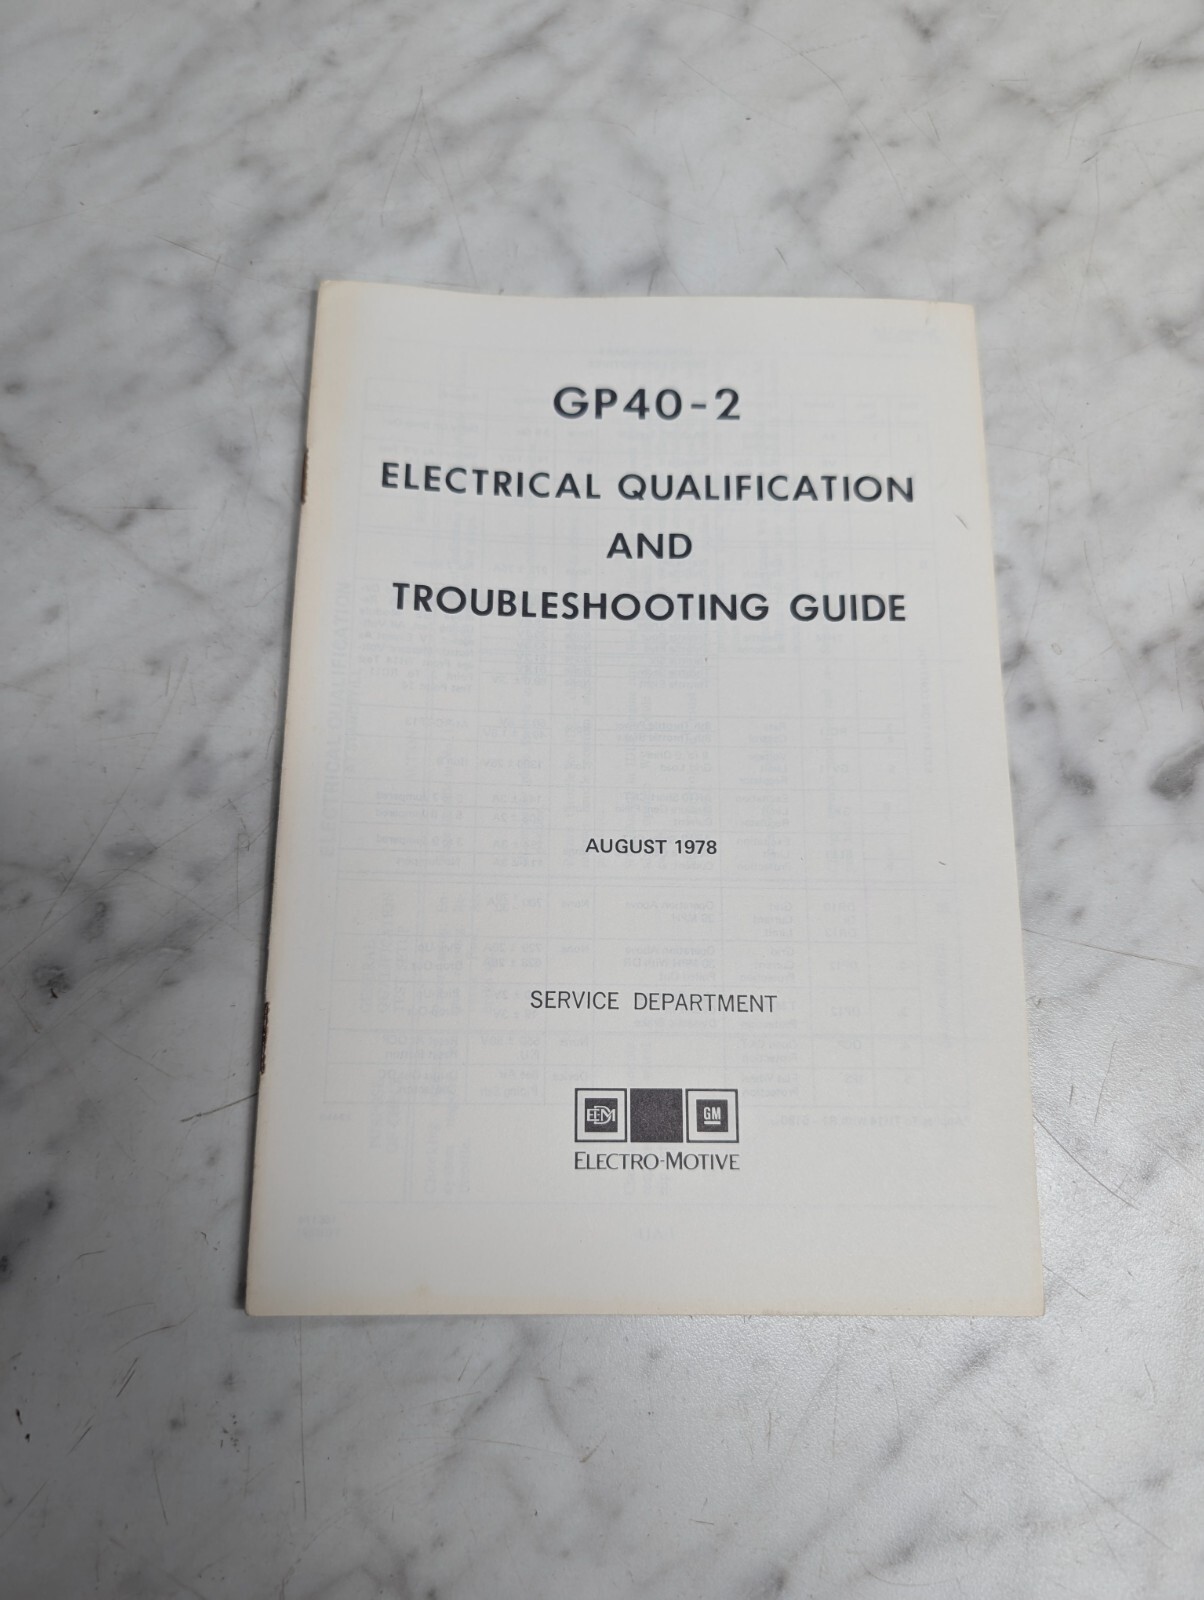 GP40-2
ELECTRICAL QUALIFICATION
AND
TROUBLESHOOTING GUIDE
AUGUST 1978
SERVICE DEPARTMENT
EMD GM
ELECTRO-MOTIVE